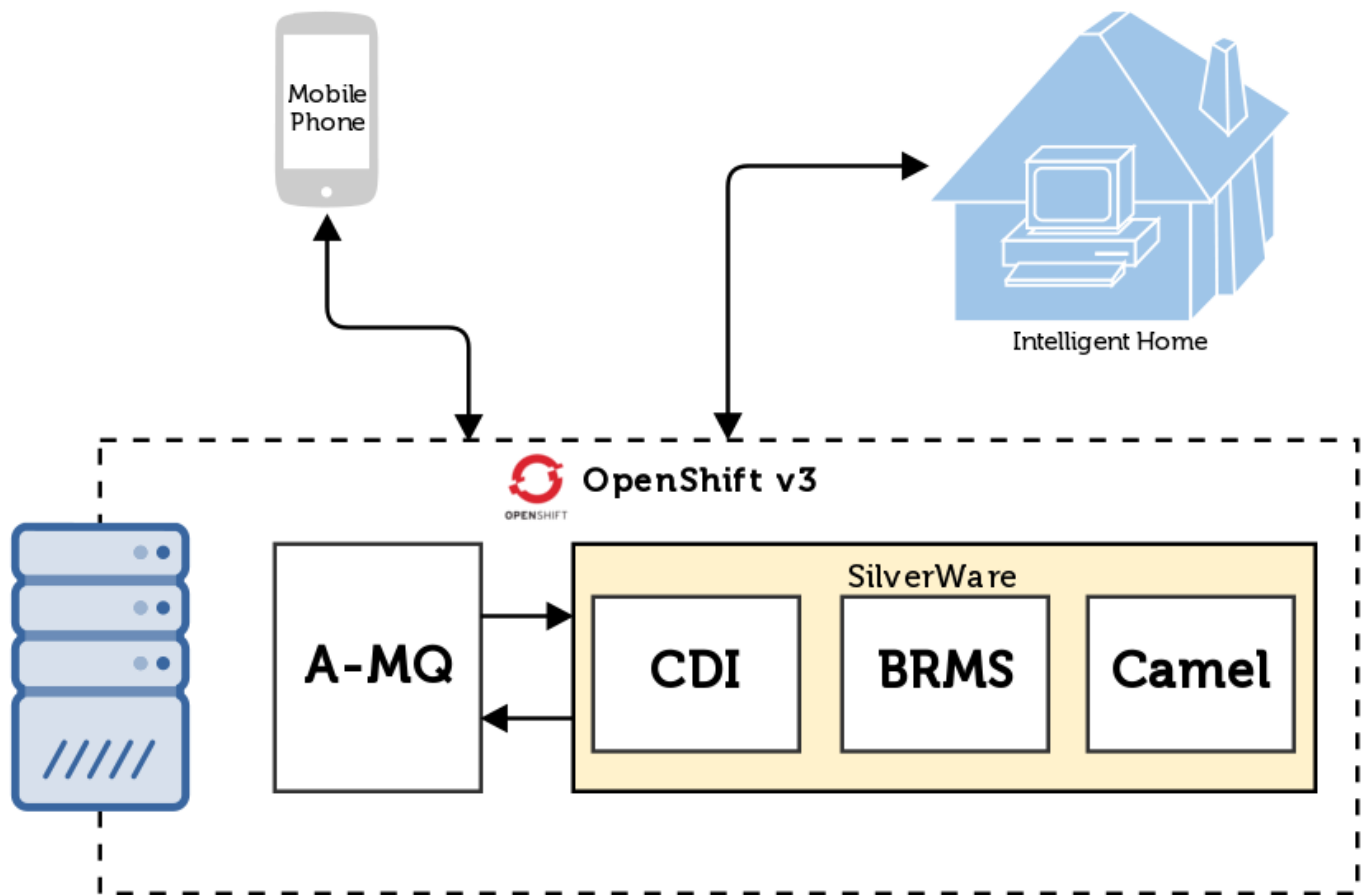 Mobile
Phone
Intelligent Home
OpenShift v3
OPENSHIFT
SilverWare
A-MQ
CDI
BRMS
Camel